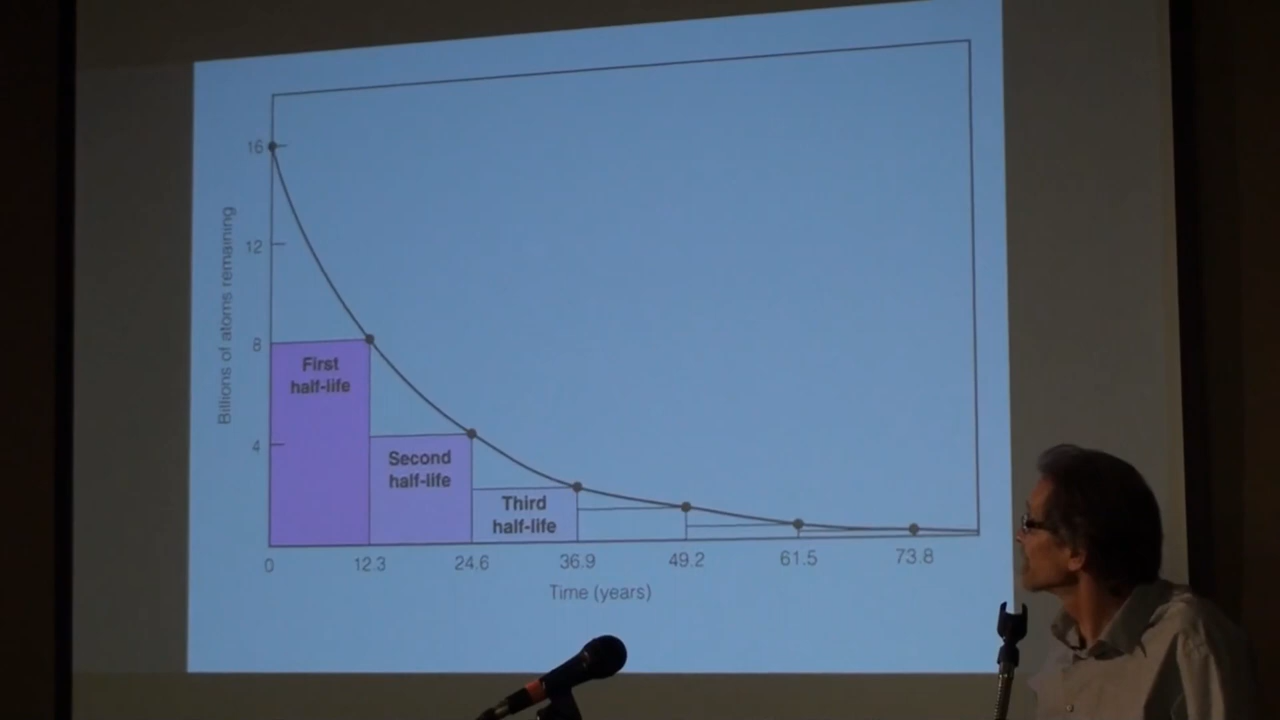 Billions of atoms remaining
16
12
8
4
First
half-life
Second
half-life
Third
half-life
0
12.3
24.6
36.9
49.2
61.5
73.8
Time (years)